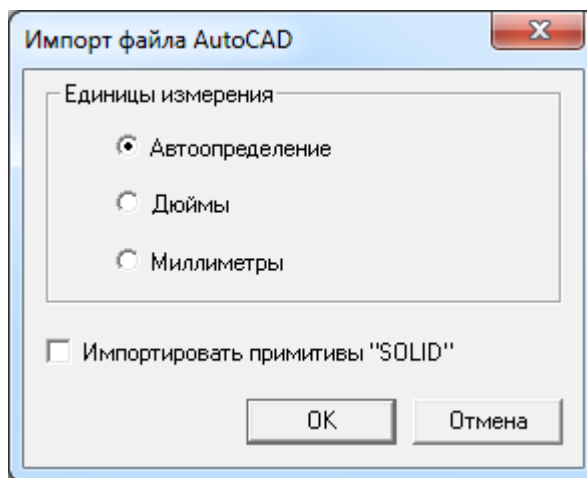 Импорт файла AutoCAD
Единицы измерения
Автоопределение
Дюймы
Миллиметры
Импортировать примитивы "SOLID"
OK
Отмена